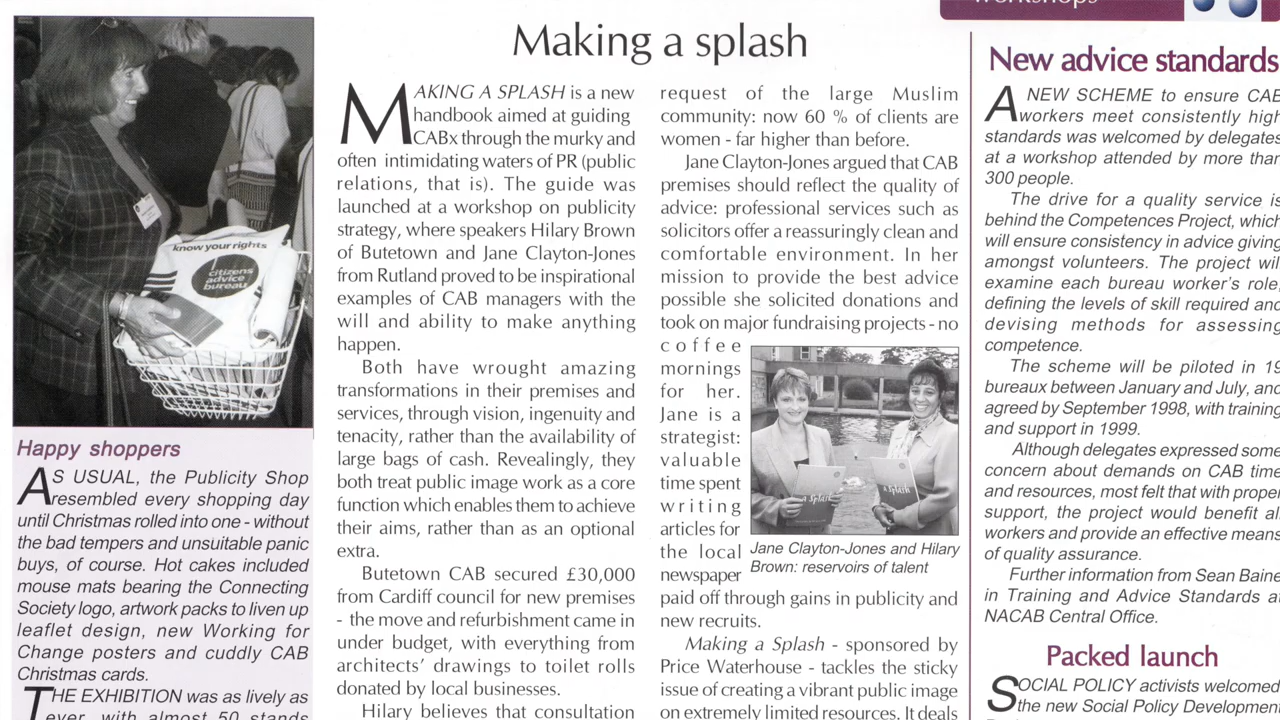 workshops
know your rights
citizens
advice
bureau
Happy shoppers
AS USUAL, the Publicity Shop
resembled every shopping day
until Christmas rolled into one - without
the bad tempers and unsuitable panic
buys, of course. Hot cakes included
mouse mats bearing the Connecting
Society logo, artwork packs to liven up
leaflet design, new Working for
Change posters and cuddly CAB
Christmas cards.
THE EXHIBITION was as lively as
ever, with almost 50 stands
Making a splash
MAKING A SPLASH is a new
handbook aimed at guiding
CABx through the murky and
often intimidating waters of PR (public
relations, that is). The guide was
launched at a workshop on publicity
strategy, where speakers Hilary Brown
of Butetown and Jane Clayton-Jones
from Rutland proved to be inspirational
examples of CAB managers with the
will and ability to make anything
happen.
Both have wrought amazing
transformations in their premises and
services, through vision, ingenuity and
tenacity, rather than the availability of
large bags of cash. Revealingly, they
both treat public image work as a core
function which enables them to achieve
their aims, rather than as an optional
extra.
Butetown CAB secured £30,000
from Cardiff council for new premises
- the move and refurbishment came in
under budget, with everything from
architects' drawings to toilet rolls
donated by local businesses.
Hilary believes that consultation
request of the large Muslim
community: now 60 % of clients are
women - far higher than before.
Jane Clayton-Jones argued that CAB
premises should reflect the quality of
advice: professional services such as
solicitors offer a reassuringly clean and
comfortable environment. In her
mission to provide the best advice
possible she solicited donations and
took on major fundraising projects - no
coffee
mornings
for her.
Jane is a
strategist:
valuable
time spent
writing
articles for
the local
newspaper
paid off through gains in publicity and
new recruits.
Making a Splash - sponsored by
Price Waterhouse - tackles the sticky
issue of creating a vibrant public image
on extremely limited resources. It deals
a Splash
a Splash
Jane Clayton-Jones and Hilary
Brown: reservoirs of talent
New advice standards
A NEW SCHEME to ensure CAB
workers meet consistently high
standards was welcomed by delegates
at a workshop attended by more than
300 people.
The drive for a quality service is
behind the Competences Project, which
will ensure consistency in advice giving
amongst volunteers. The project will
examine each bureau worker's role,
defining the levels of skill required and
devising methods for assessing
competence.
The scheme will be piloted in 19
bureaux between January and July, and
agreed by September 1998, with training
and support in 1999.
Although delegates expressed some
concern about demands on CAB time
and resources, most felt that with proper
support, the project would benefit all
workers and provide an effective means
of quality assurance.
Further information from Sean Baine
in Training and Advice Standards at
NACAB Central Office.
Packed launch
SOCIAL POLICY activists welcomed
the new Social Policy Development